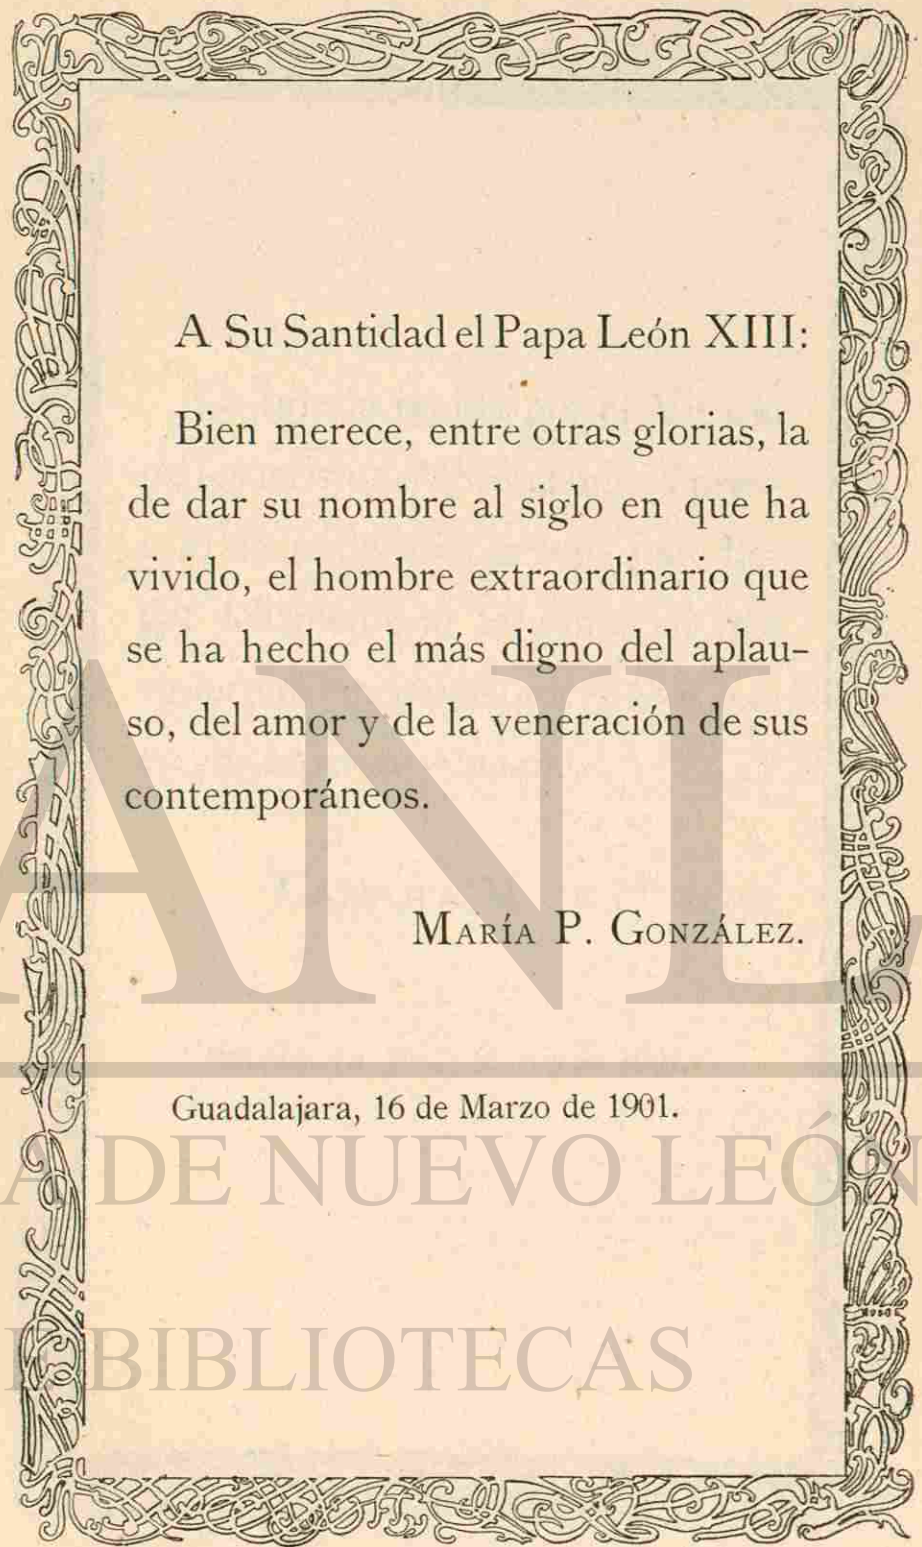 A Su Santidad el Papa León XIII:
Bien merece, entre otras glorias, la
de dar su nombre al siglo en que ha
vivido, el hombre extraordinario que
se ha hecho el más digno del aplau-
so, del amor y de la veneración de sus
contemporáneos.
MARÍA P. GONZÁLEZ.
ANL
Guadalajara, 16 de Marzo de 1901.
A DE NUEVO LEÓN
BIBLIOTECAS